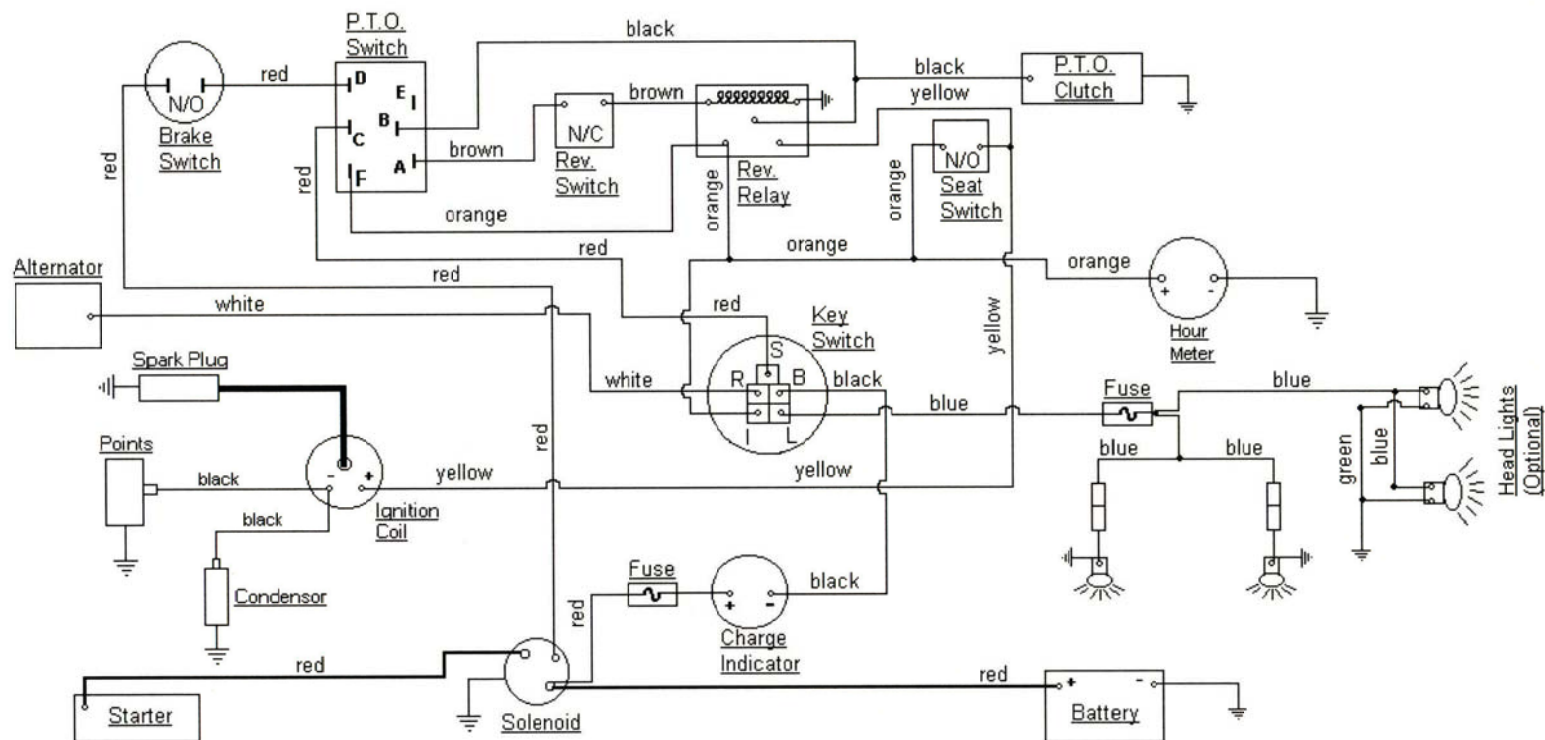 P.T.O.
Switch
black
Brake
Switch
N/O
red
D
E
B
C
A
F
brown
N/C
Rev.
Switch
brown
Rev.
Relay
black
P.T.O.
Clutch
yellow
N/O
Seat
Switch
red
red
orange
orange
orange
orange
orange
red
red
Alternator
white
red
Key
Switch
yellow
Hour
Meter
+ -
Spark Plug
white
S
R B
I L
black
blue
Fuse
blue
Head Lights
(Optional)
green
blue
blue
blue
Points
black
- +
Ignition
Coil
yellow
yellow
red
black
Condensor
Fuse
red
+ -
Charge
Indicator
black
red
Starter
Solenoid
red
+ -
Battery